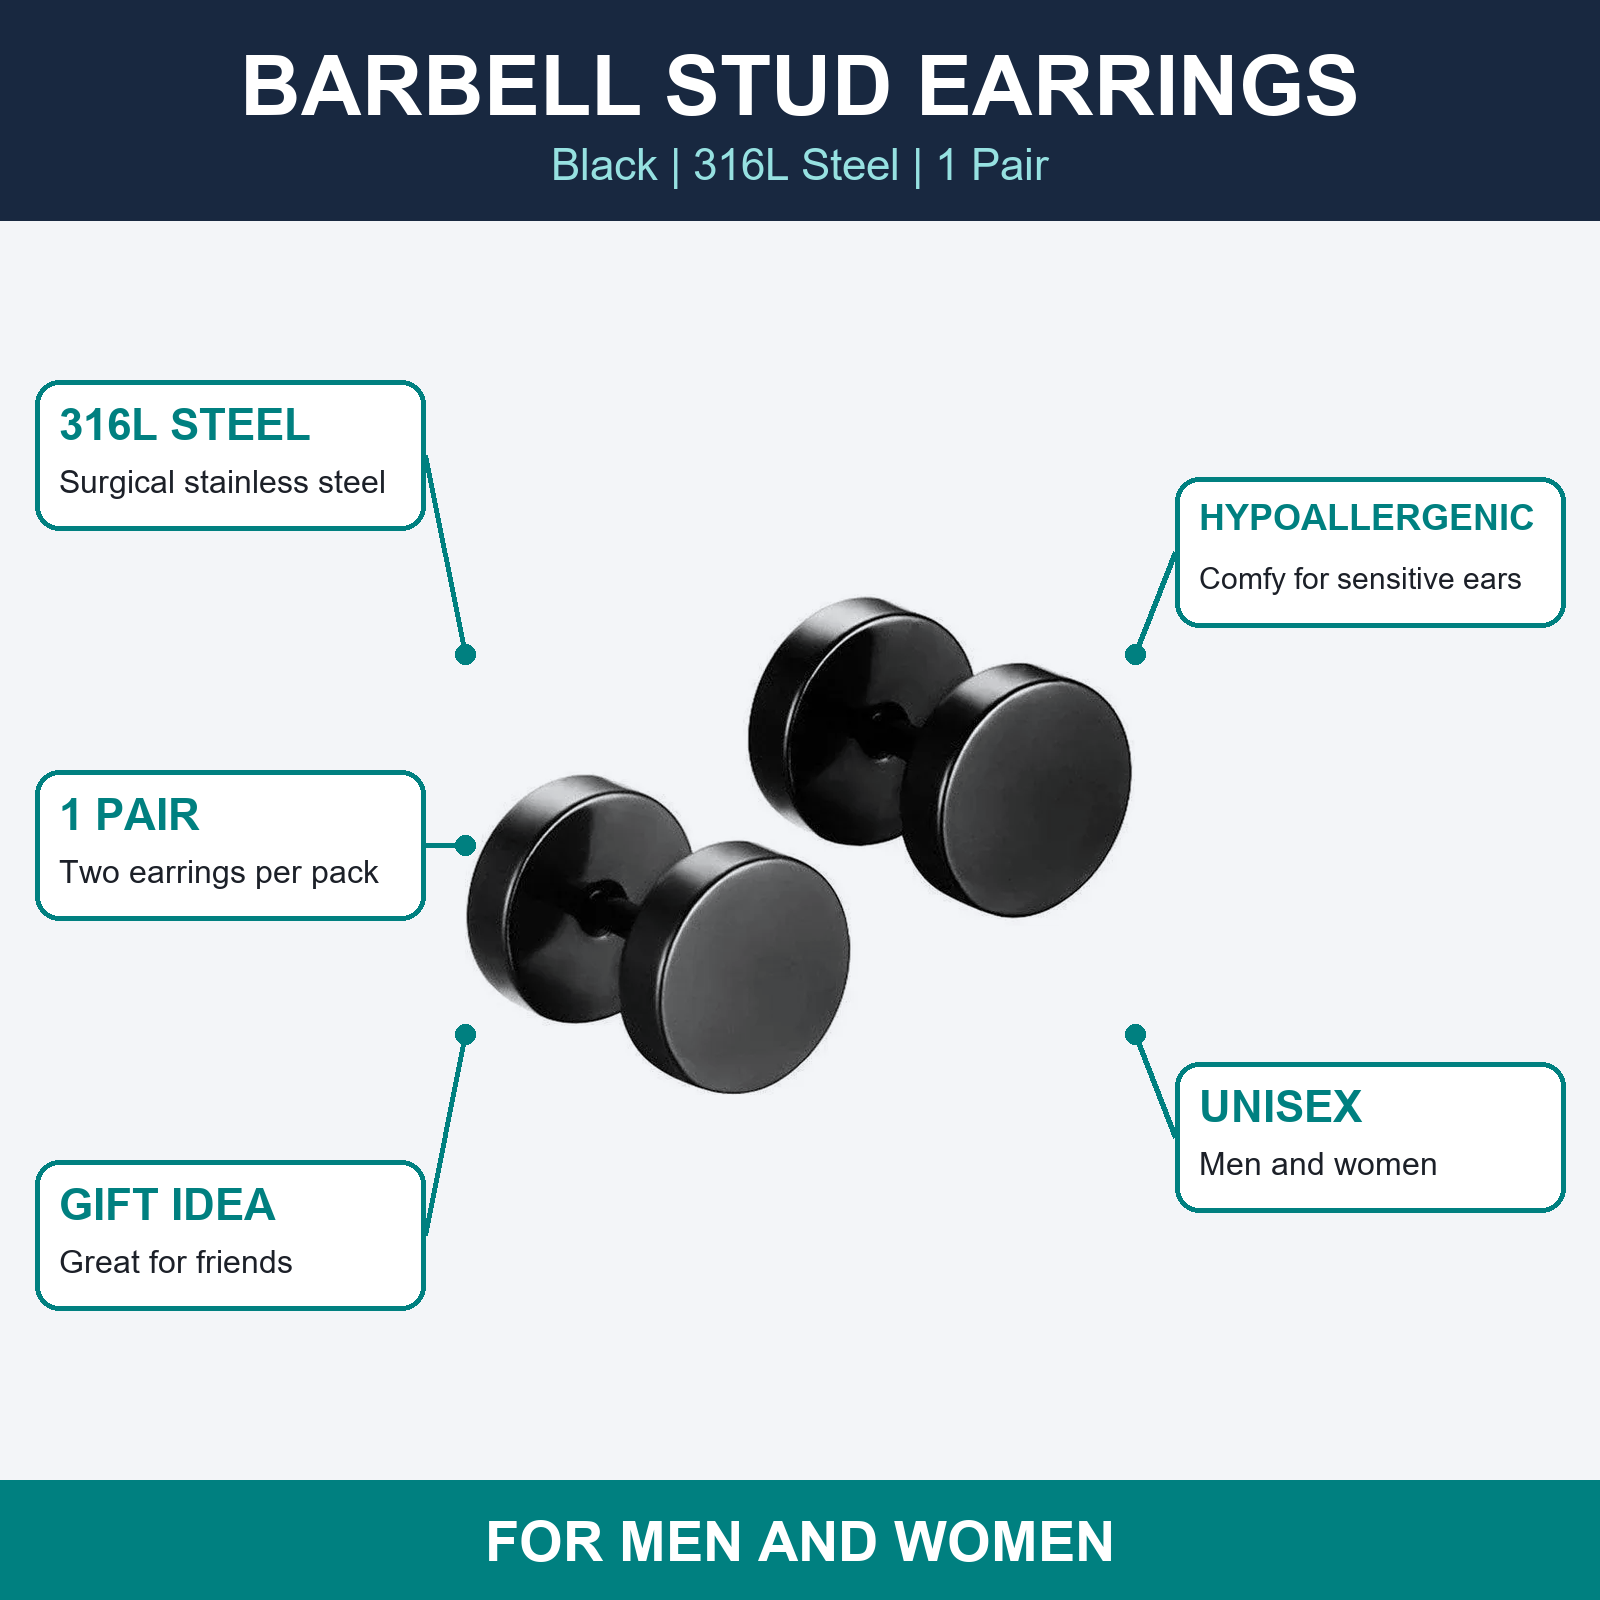 BARBELL STUD EARRINGS
Black | 316L Steel | 1 Pair
316L STEEL
Surgical stainless steel
HYPOALLERGENIC
Comfy for sensitive ears
1 PAIR
Two earrings per pack
UNISEX
Men and women
GIFT IDEA
Great for friends
FOR MEN AND WOMEN